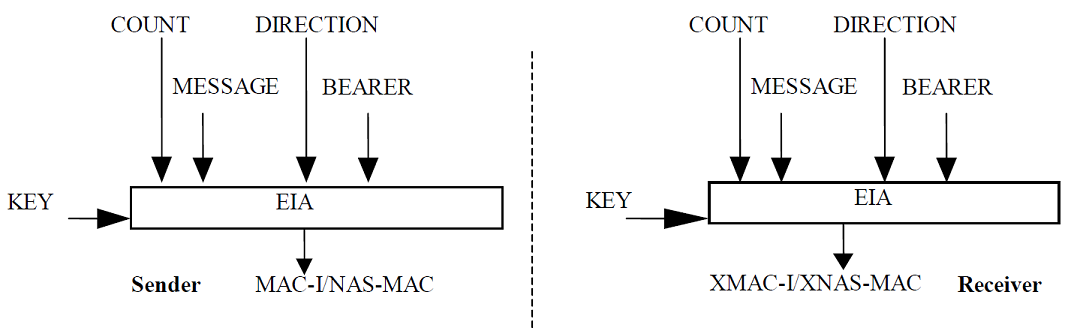 COUNT DIRECTION
MESSAGE BEARER
KEY
EIA
Sender MAC-I/NAS-MAC
COUNT DIRECTION
MESSAGE BEARER
KEY
EIA
XMAC-I/XNAS-MAC Receiver